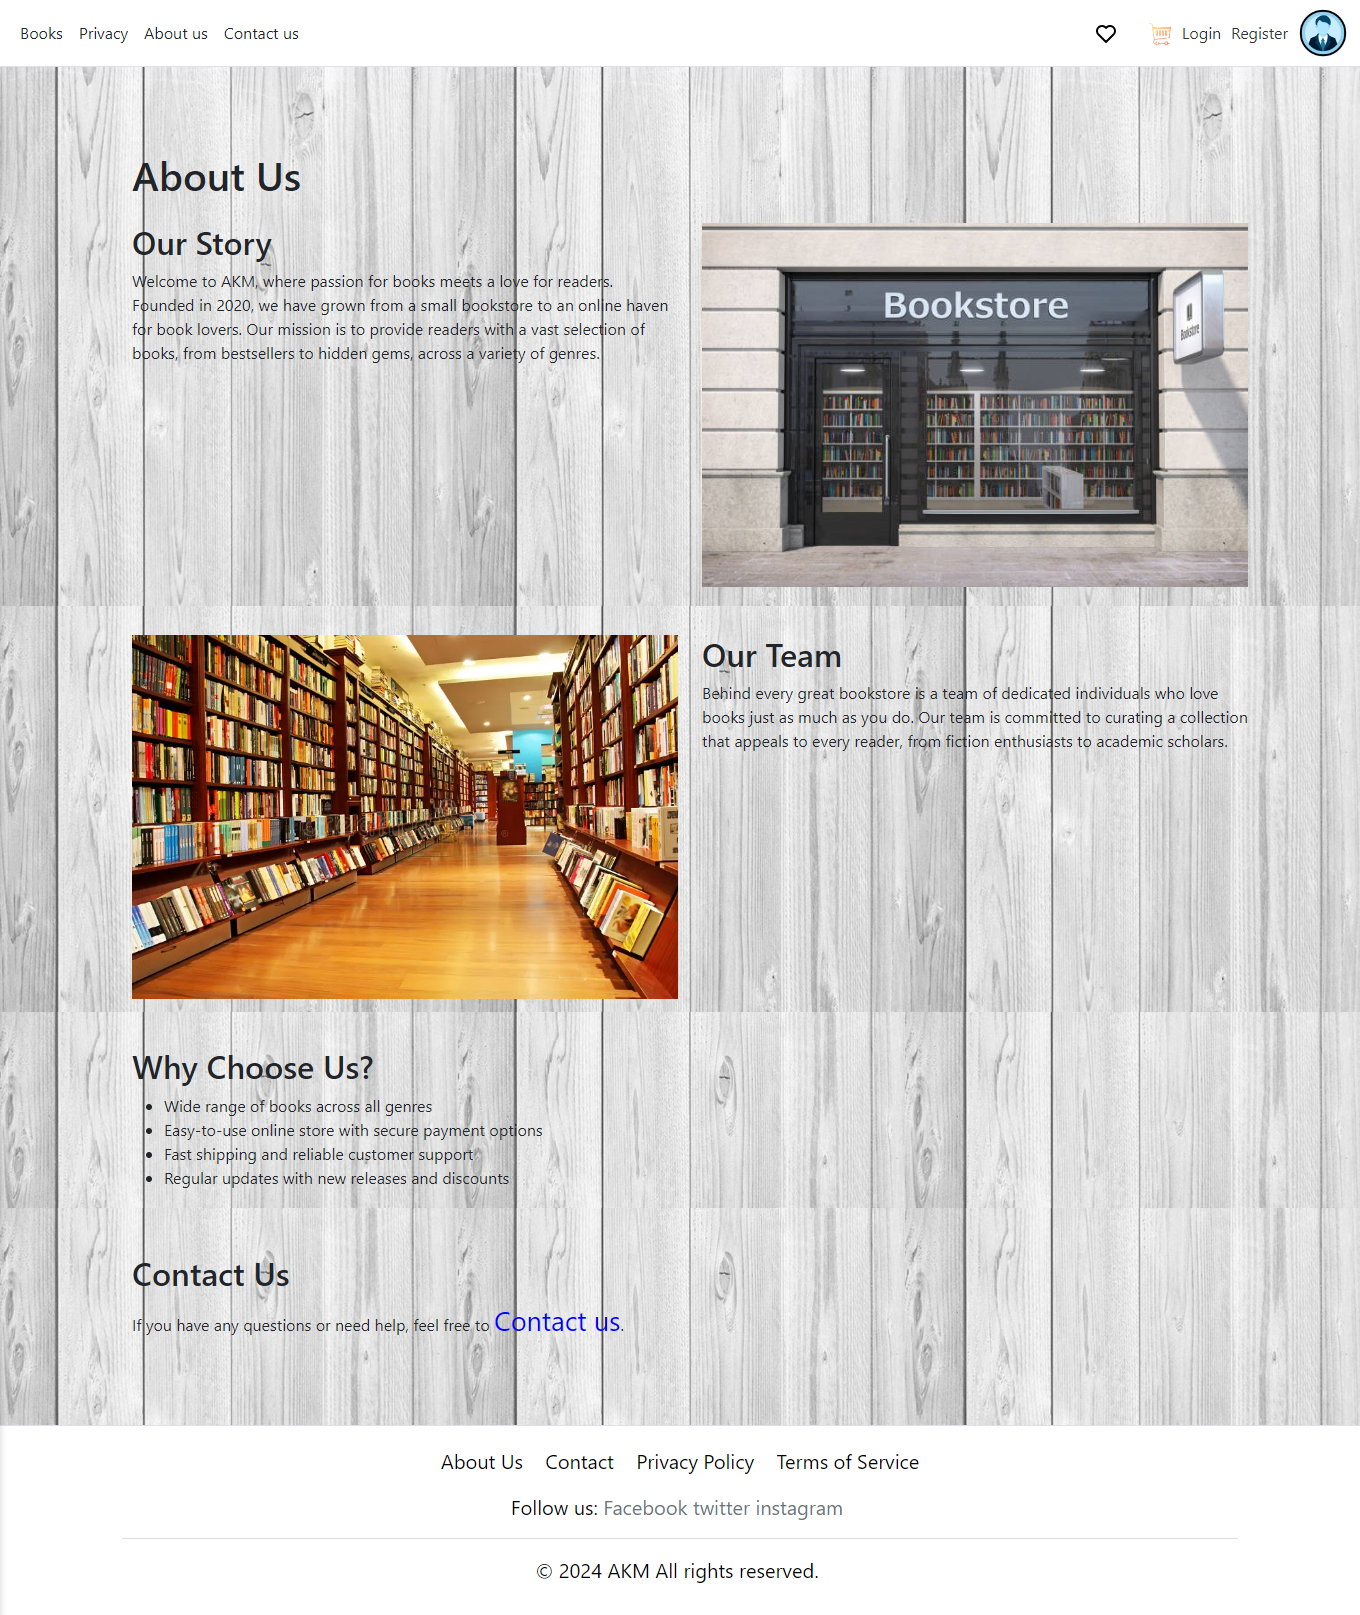 Books Privacy About us Contact us Login Register
About Us
Our Story
Welcome to AKM, where passion for books meets a love for readers.
Founded in 2020, we have grown from a small bookstore to an online haven
for book lovers. Our mission is to provide readers with a vast selection of
books, from bestsellers to hidden gems, across a variety of genres.
Bookstore
Bookstore
Our Team
Behind every great bookstore is a team of dedicated individuals who love
books just as much as you do. Our team is committed to curating a collection
that appeals to every reader, from fiction enthusiasts to academic scholars.
Why Choose Us?
• Wide range of books across all genres
• Easy-to-use online store with secure payment options
• Fast shipping and reliable customer support
• Regular updates with new releases and discounts
Contact Us
If you have any questions or need help, feel free to Contact us.
About Us Contact Privacy Policy Terms of Service
Follow us: Facebook twitter instagram
© 2024 AKM All rights reserved.